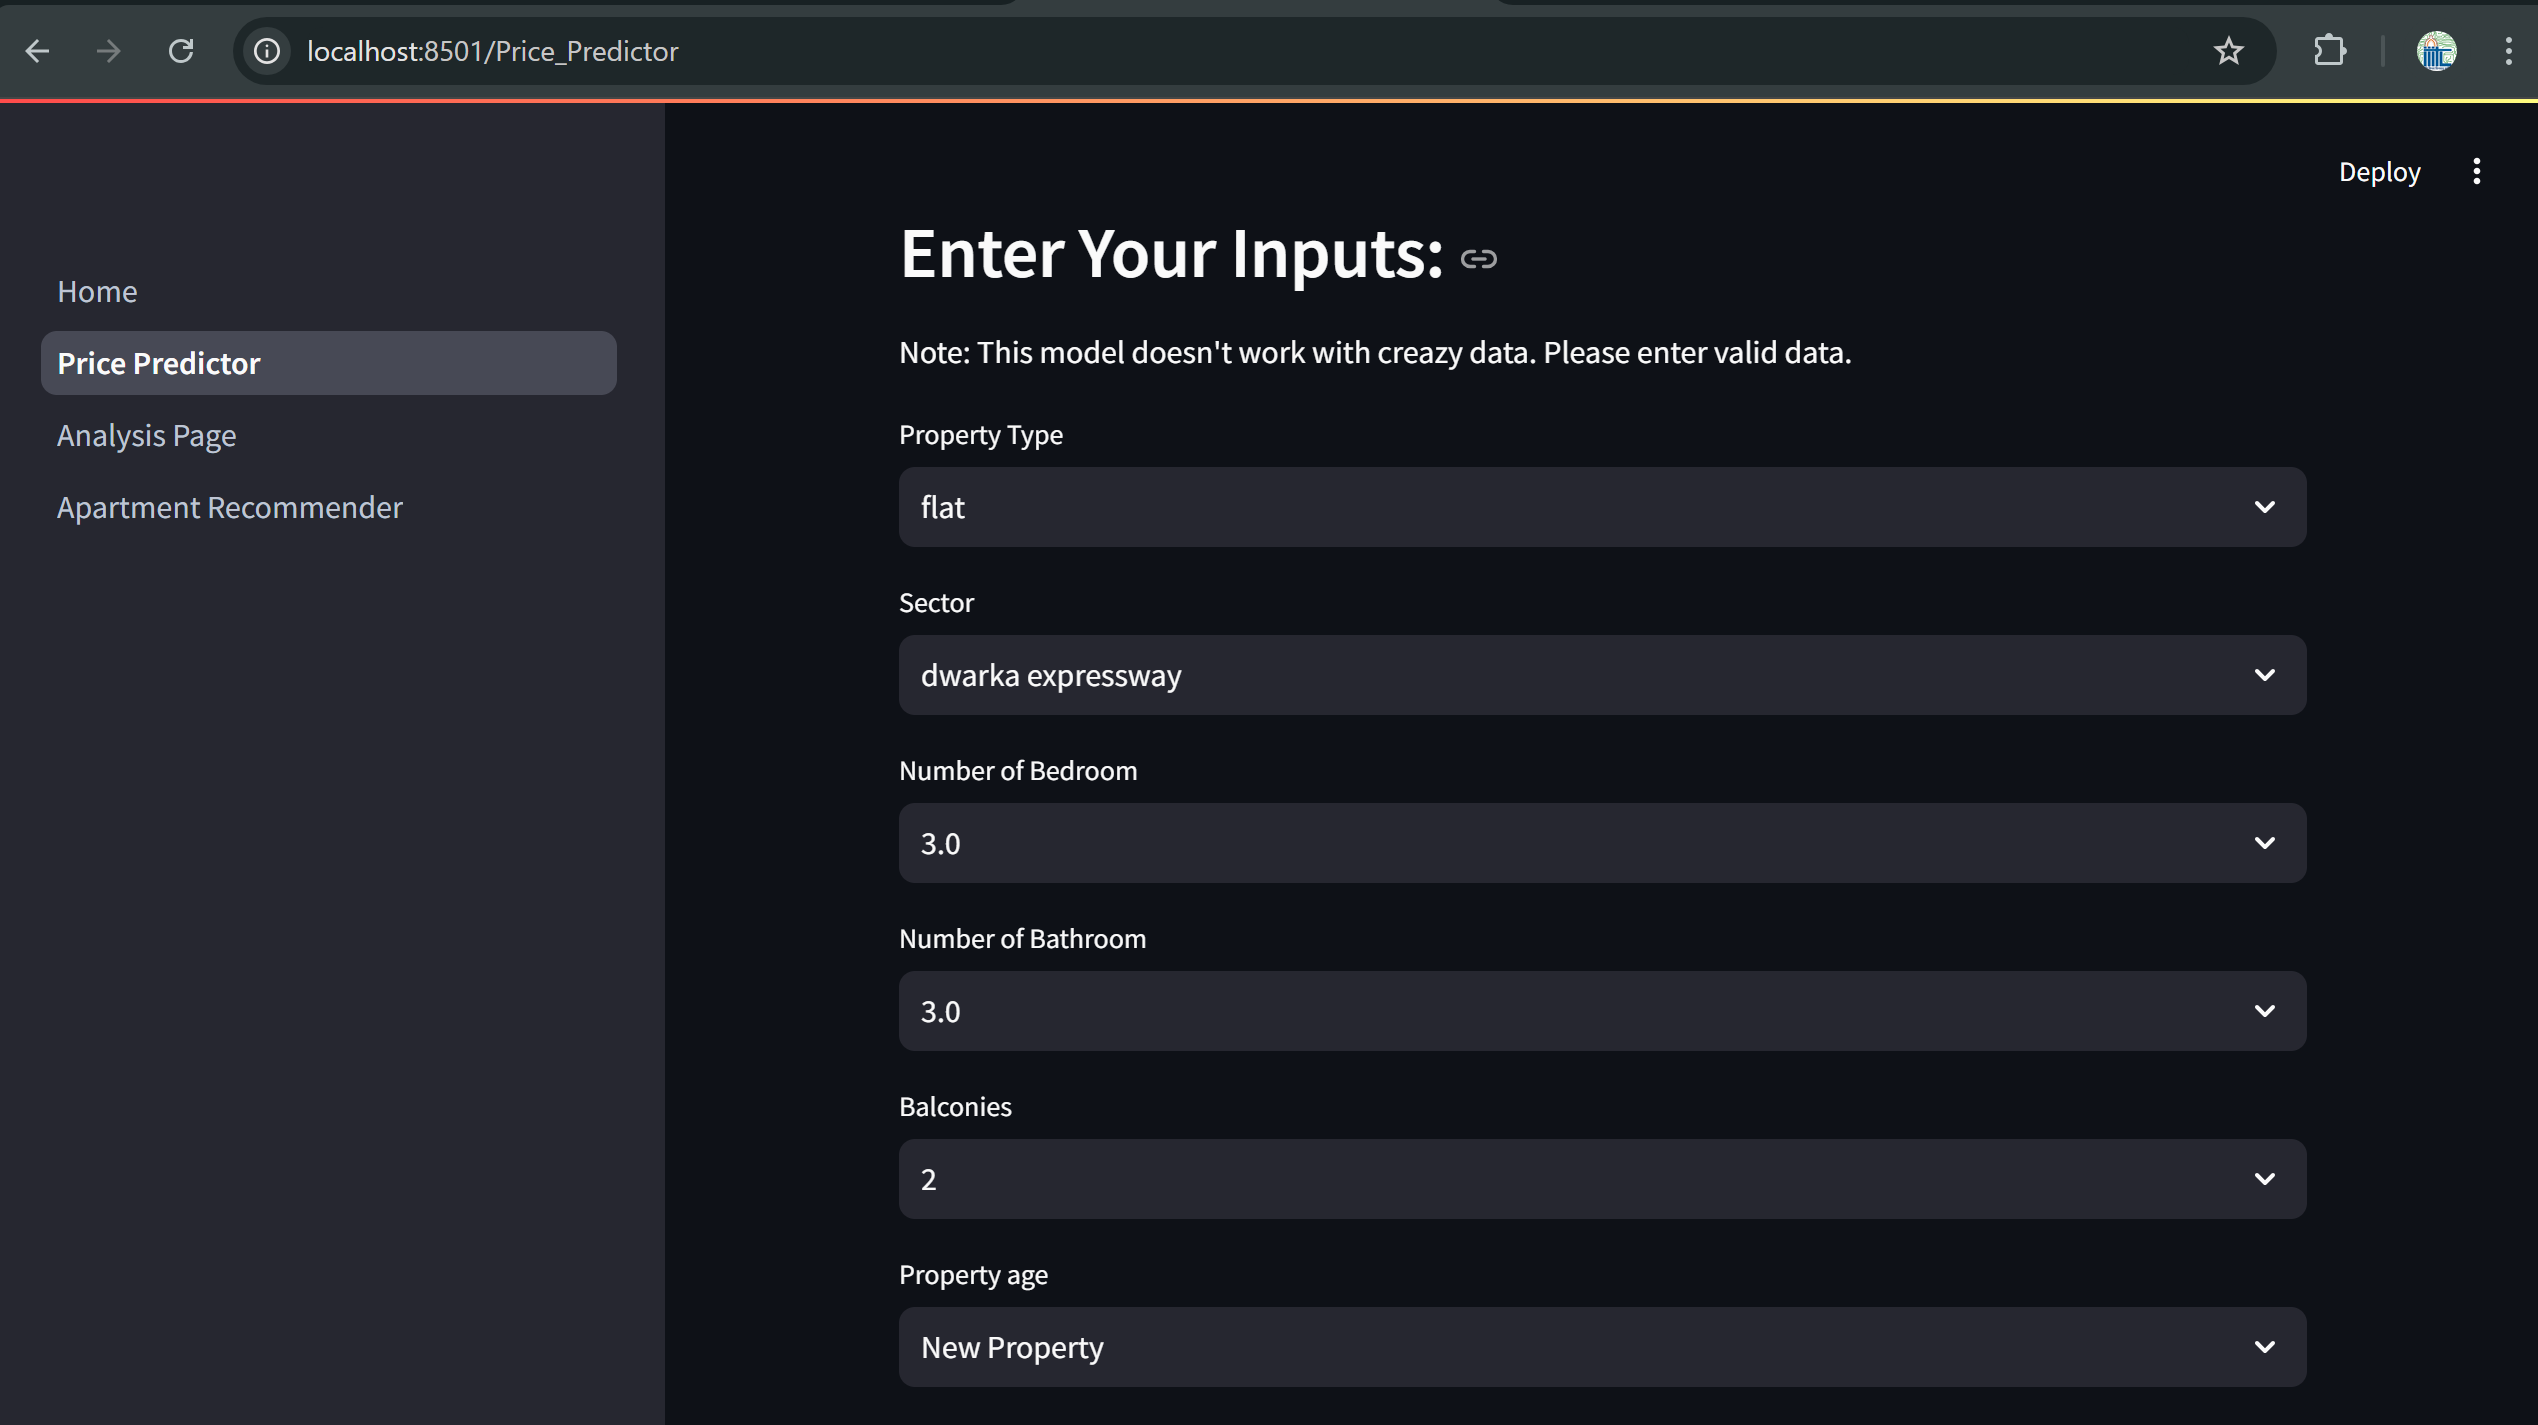 localhost:8501/Price_Predictor
Deploy
Home
Price Predictor
Analysis Page
Apartment Recommender
Enter Your Inputs:
Note: This model doesn't work with creazy data. Please enter valid data.
Property Type
flat
Sector
dwarka expressway
Number of Bedroom
3.0
Number of Bathroom
3.0
Balconies
2
Property age
New Property